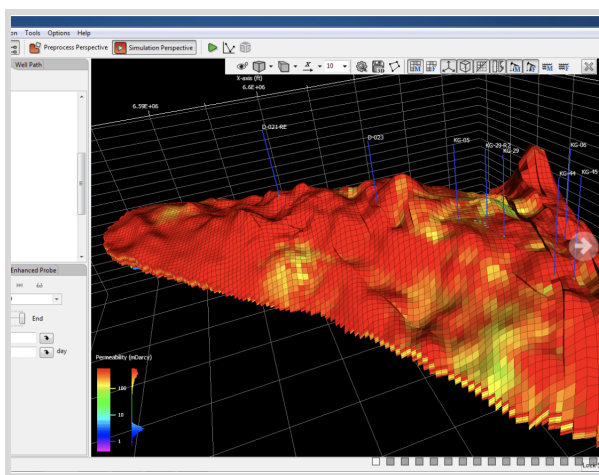 on Tools Options Help
Preprocess Perspective Simulation Perspective
Well Path
x 10
X-axis (ft)
6.6E+06
6.59E+06
D-021-RE
D-023
KG-05
KG-29-R2
KG-29
KG-06
KG-44
KG-45
Enhanced Probe
End
day
Permeability (mDarcy)
100
10
1